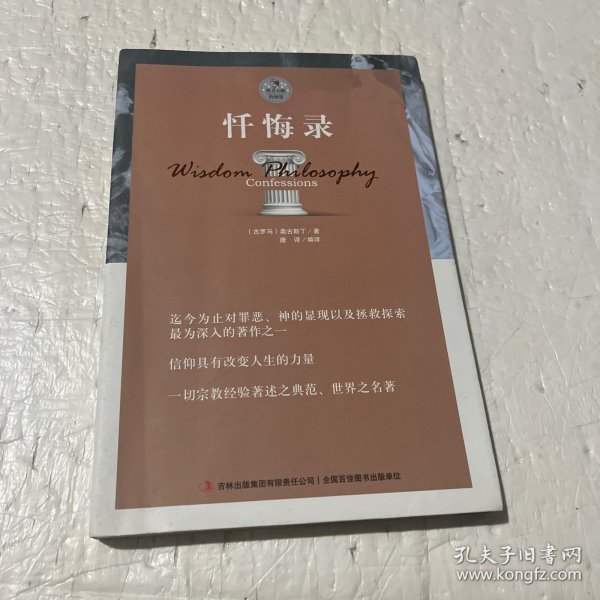 忏悔录
Wisdom Philosophy
Confessions
（古罗马）奥古斯丁／著
唐译／编译
迄今为止对罪恶、神的显现以及拯救探索
最为深入的著作之一
信仰具有改变人生的力量
一切宗教经验著述之典范、世界之名著
吉林出版集团有限责任公司｜全国百佳图书出版单位
孔夫子旧书网
www.kongfz.com